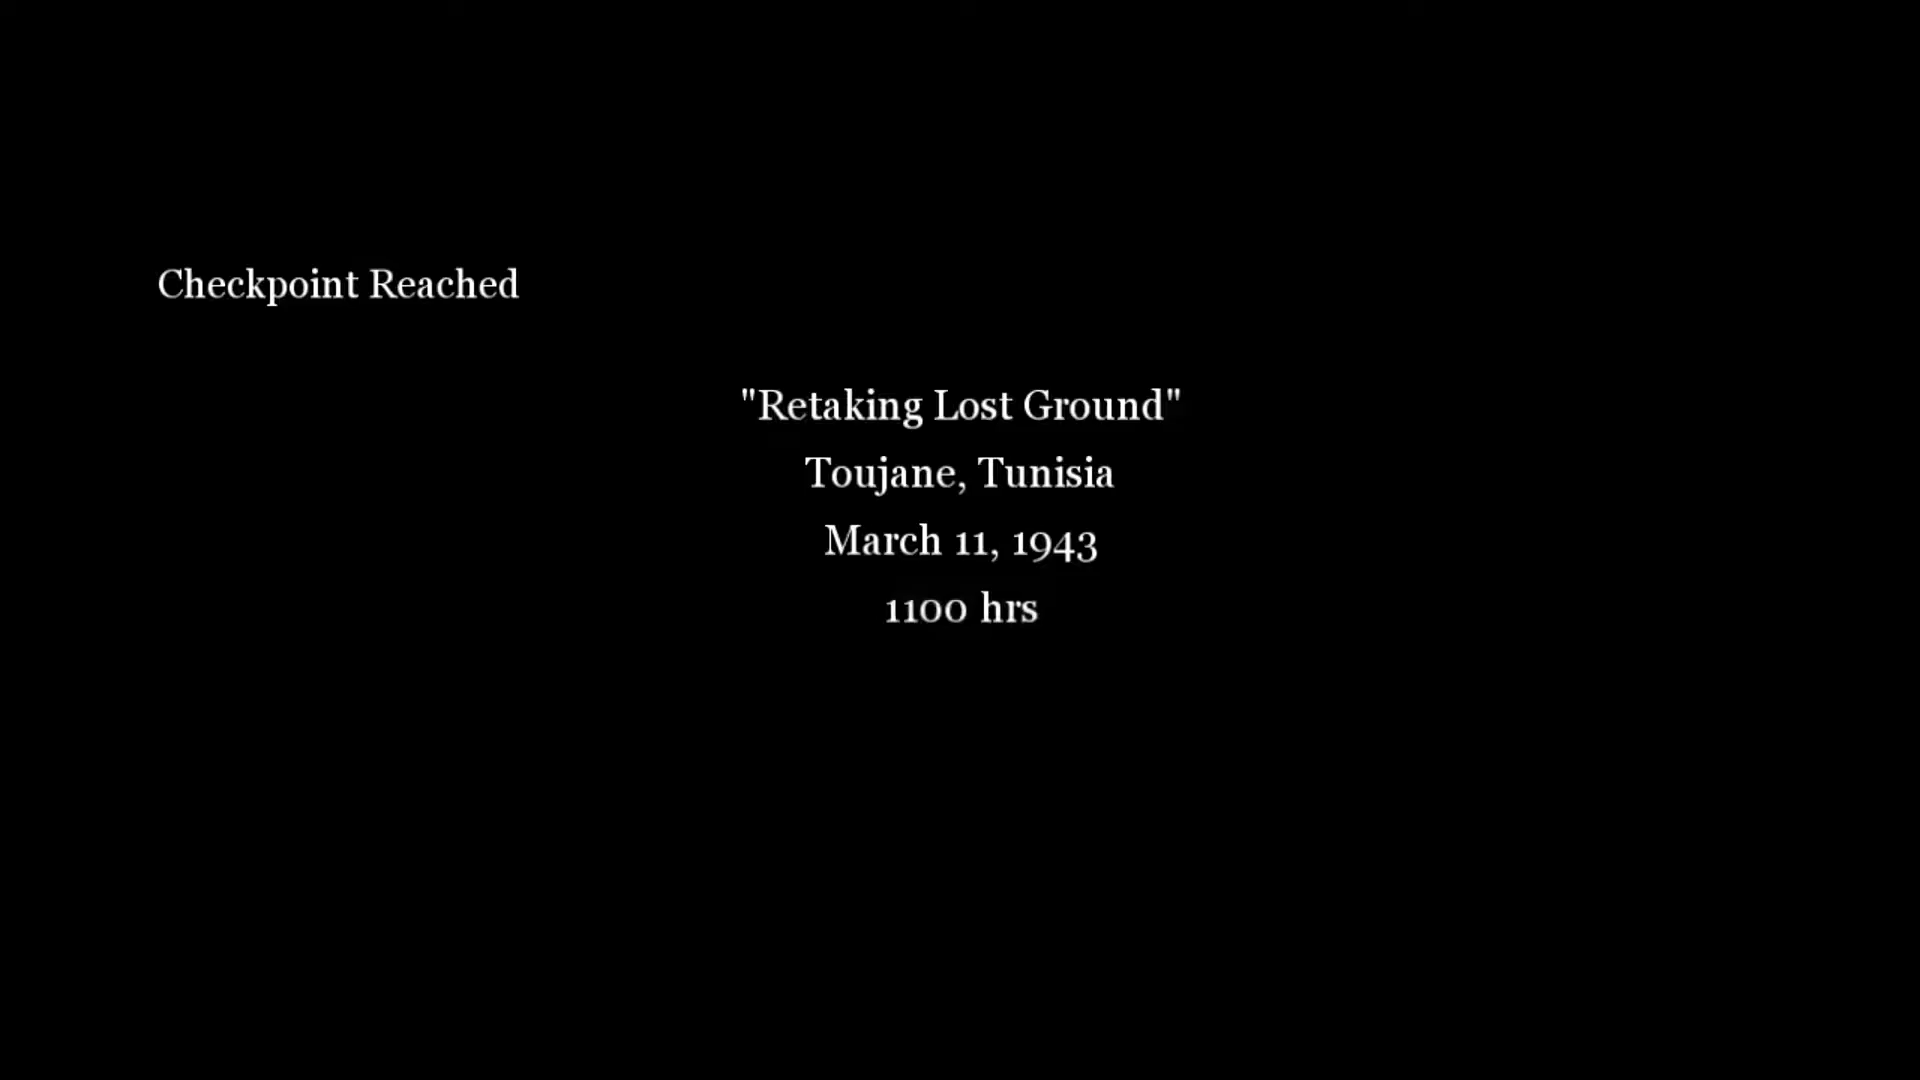 Checkpoint Reached
"Retaking Lost Ground"
Toujane, Tunisia
March 11, 1943
1100 hrs